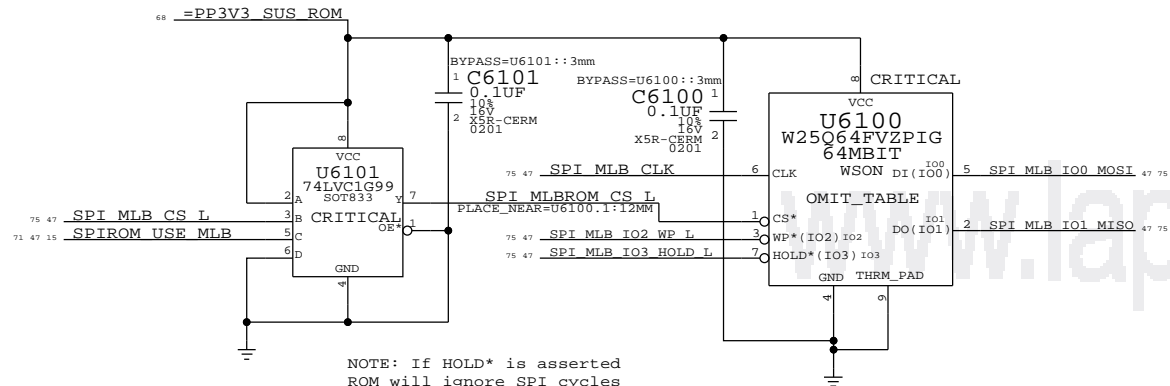 68 =PP3V3_SUS_ROM
BYPASS=U6101::3mm
1 C6101
0.1UF
10%
16V
2 X5R-CERM
0201
BYPASS=U6100::3mm
C6100 1
0.1UF
10%
16V
X5R-CERM 2
0201
8 CRITICAL
VCC
U6100
W25Q64FVZPIG
64MBIT
WSON
OMIT_TABLE
8
VCC
U6101
74LVC1G99
SOT833
CRITICAL
2 A
Y 7
75 47 SPI_MLB_CS_L 3 B
71 47 15 SPIROM_USE_MLB 5 C
OE* 1
6 D
GND
4
75 47 SPI_MLB_CLK 6 CLK
SPI_MLBROM_CS_L
PLACE_NEAR=U6100.1:12MM
1 CS*
75 47 SPI_MLB_IO2_WP_L 3 WP*(IO2) IO2
75 47 SPI_MLB_IO3_HOLD_L 7 HOLD*(IO3) IO3
IO0
DI(IO0) 5 SPI_MLB_IO0_MOSI 47 75
IO1
DO(IO1) 2 SPI_MLB_IO1_MISO 47 75
GND THRM_PAD
4 9
www.lap
NOTE: If HOLD* is asserted
ROM will ignore SPI cycles